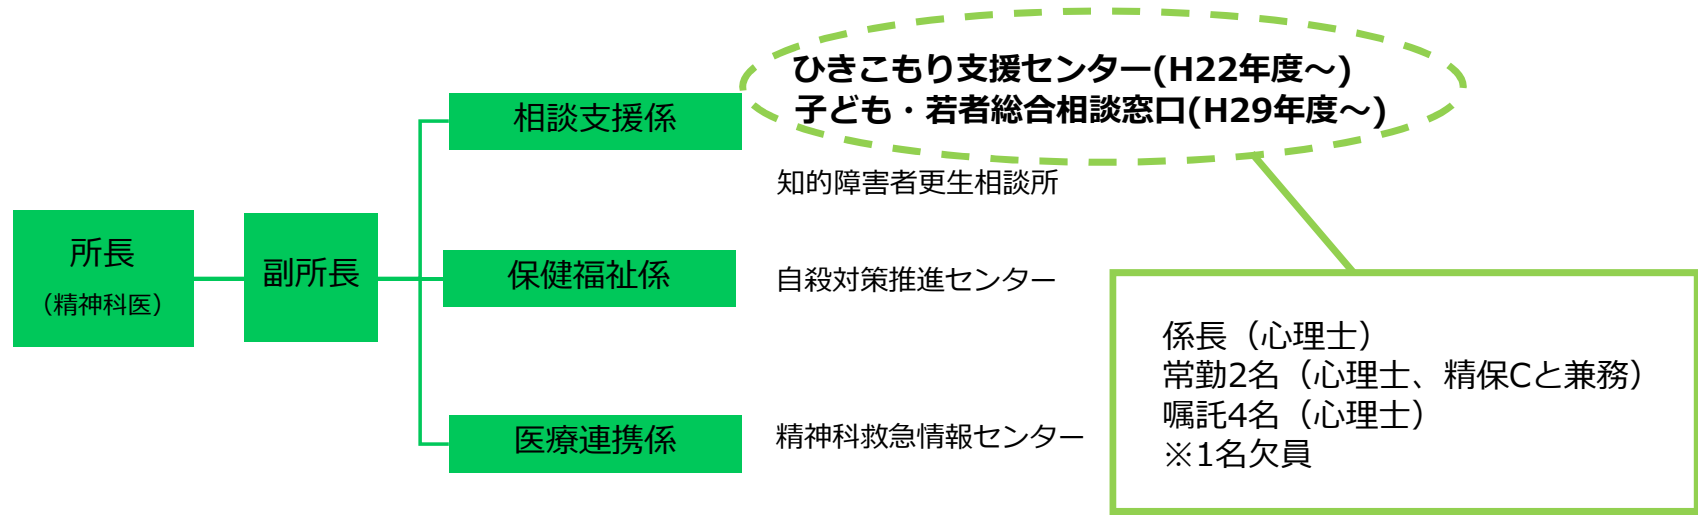 ひきこもり支援センター(H22年度～)
子ども・若者総合相談窓口(H29年度～)
相談支援係
知的障害者更生相談所
所長
（精神科医）
副所長
保健福祉係
自殺対策推進センター
医療連携係
精神科救急情報センター
係長（心理士）
常勤2名（心理士、精保Cと兼務）
嘱託4名（心理士）
※1名欠員